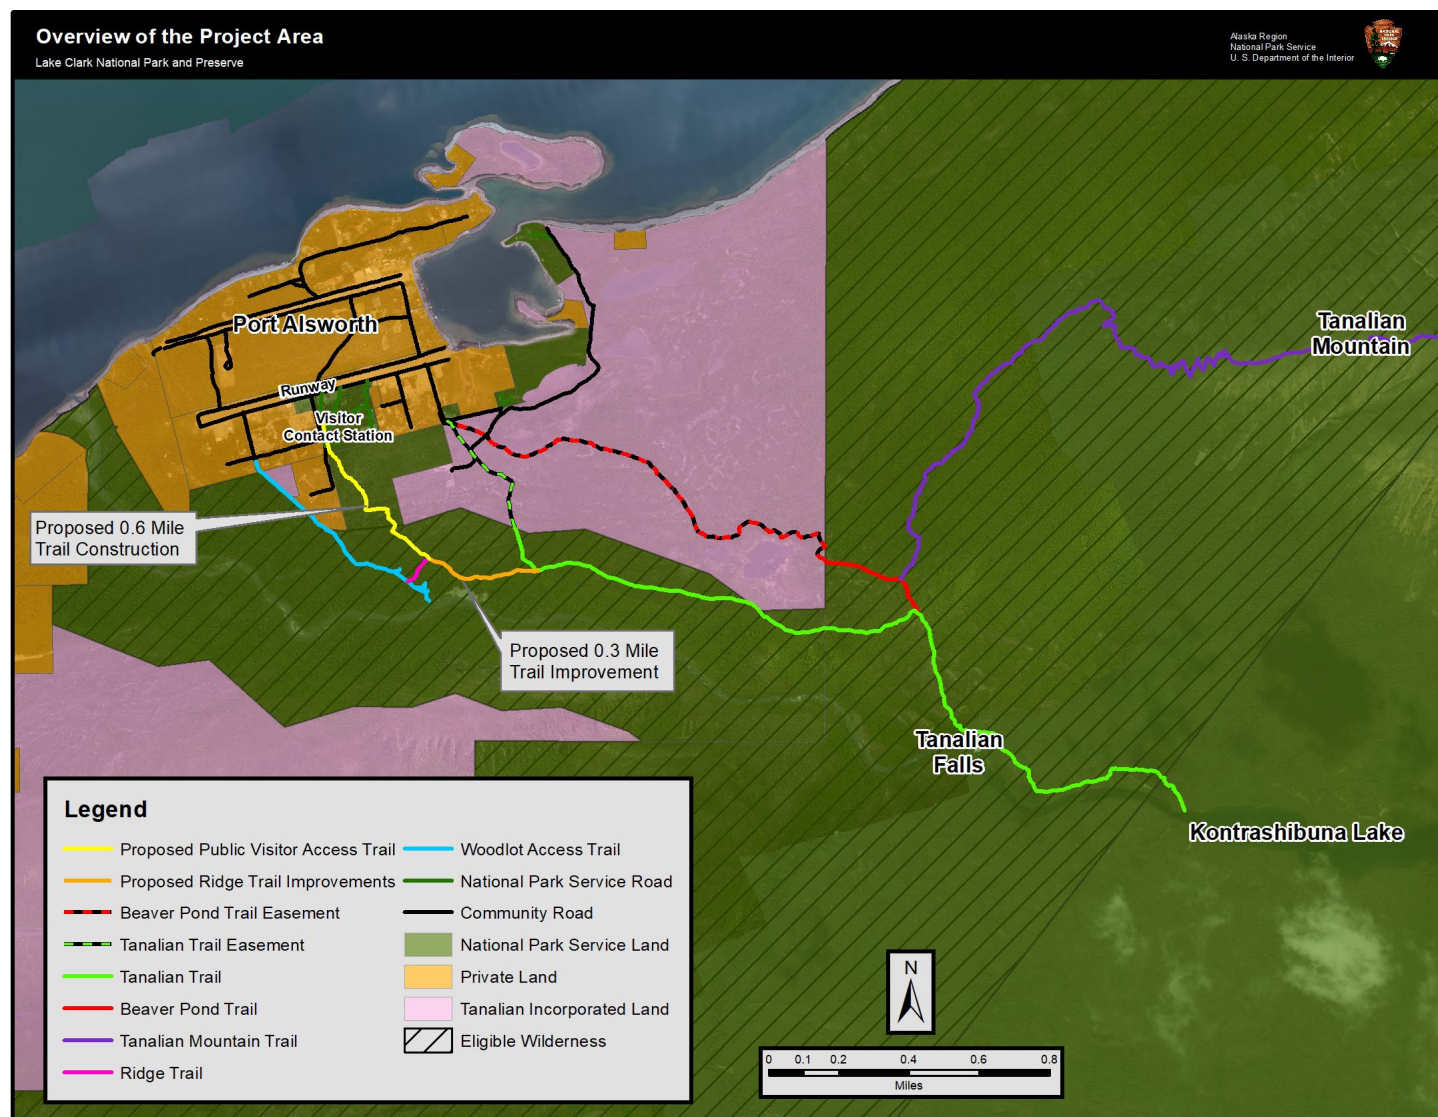 Overview of the Project Area
Lake Clark National Park and Preserve
Alaska Region
National Park Service
U. S. Department of the Interior
Port Alsworth
Runway
Visitor
Contact Station
Tanalian
Mountain
Proposed 0.6 Mile
Trail Construction
Proposed 0.3 Mile
Trail Improvement
Tanalian
Falls
Kontrashibuna Lake
Legend
Proposed Public Visitor Access Trail
Proposed Ridge Trail Improvements
Beaver Pond Trail Easement
Tanalian Trail Easement
Tanalian Trail
Beaver Pond Trail
Tanalian Mountain Trail
Ridge Trail
Woodlot Access Trail
National Park Service Road
Community Road
National Park Service Land
Private Land
Tanalian Incorporated Land
Eligible Wilderness
N
0 0.1 0.2 0.4 0.6 0.8
Miles